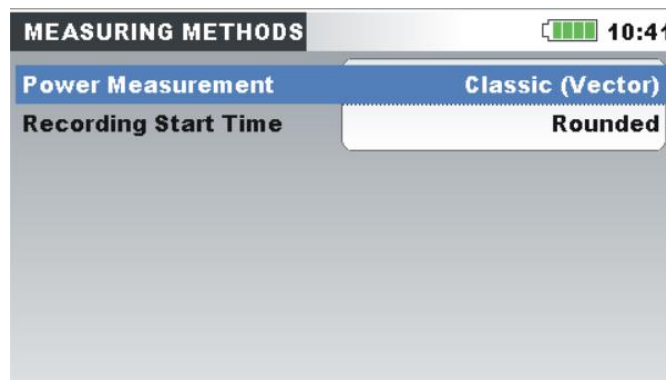 MEASURING METHODS 10:41
Power Measurement Classic (Vector)
Recording Start Time Rounded